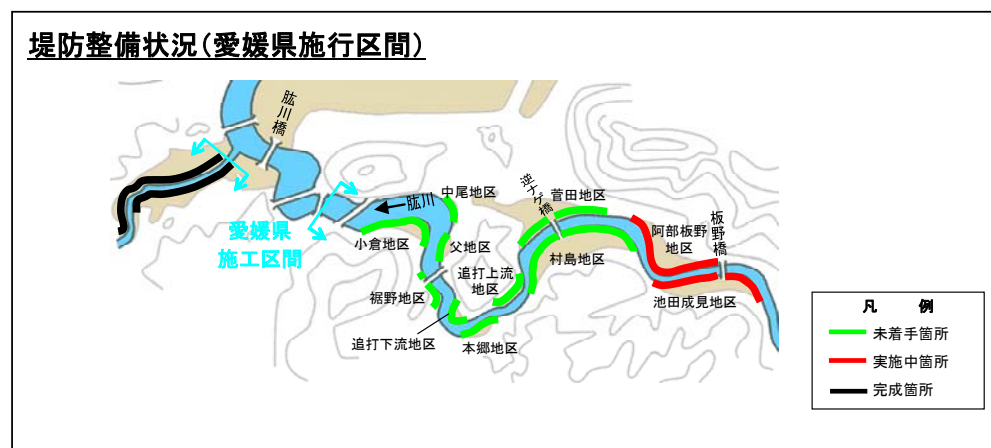 堤防整備状況(愛媛県施行区間)
肱川橋
肱川
中尾地区
逆ナゲ橋
菅田地区
板野橋
阿部板野
地区
愛媛県
施工区間
小倉地区
父地区
村島地区
追打上流
地区
裾野地区
池田成見地区
追打下流地区
本郷地区
凡 例
未着手箇所
実施中箇所
完成箇所